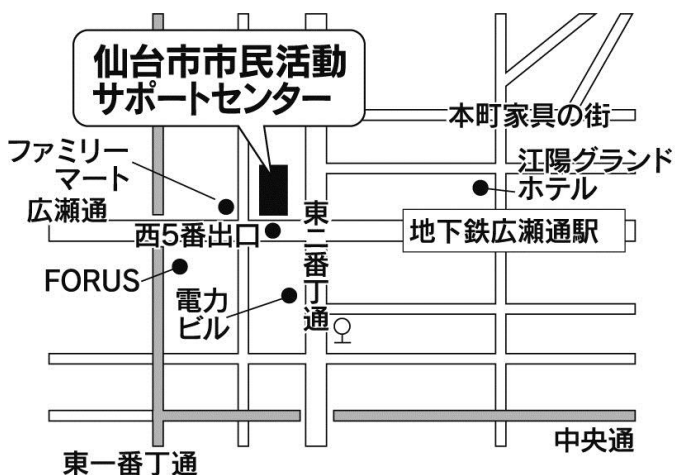 仙台市市民活動
サポートセンター
本町家具の街
ファミリー
マート
江陽グランド
ホテル
広瀬通
西5番出口
東二番丁通
地下鉄広瀬通駅
FORUS
電力
ビル
中央通
東一番丁通